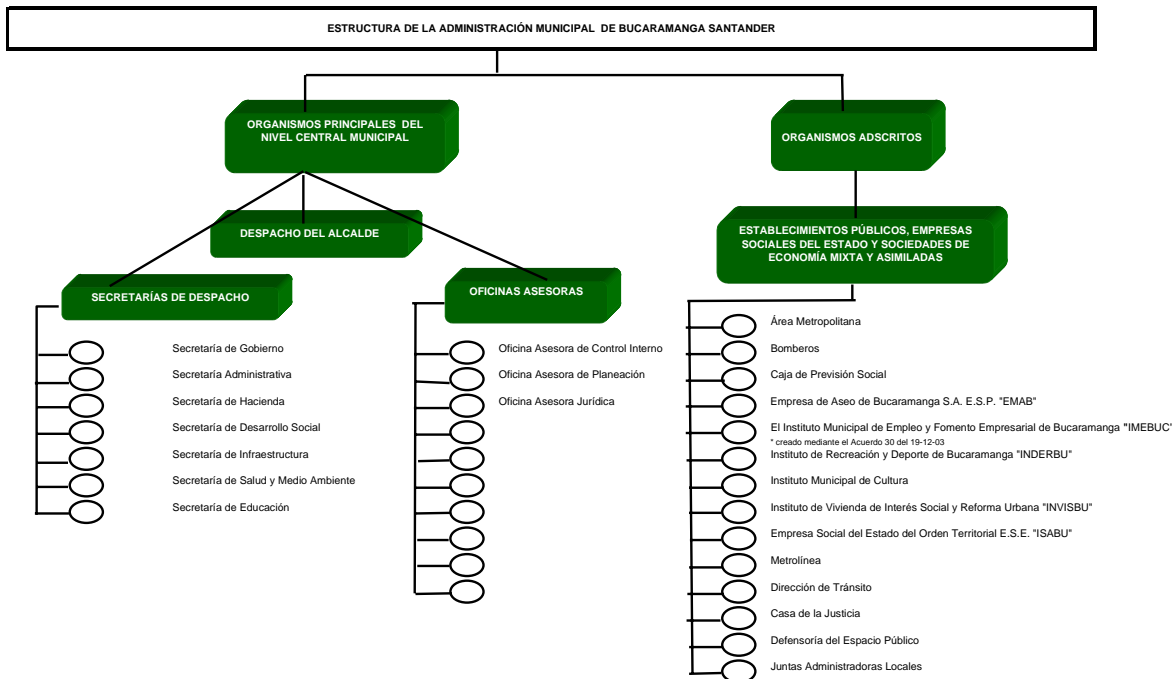 ESTRUCTURA DE LA ADMINISTRACIÓN MUNICIPAL DE BUCARAMANGA SANTANDER
ORGANISMOS PRINCIPALES DEL
NIVEL CENTRAL MUNICIPAL
ORGANISMOS ADSCRITOS
DESPACHO DEL ALCALDE
ESTABLECIMIENTOS PÚBLICOS, EMPRESAS
SOCIALES DEL ESTADO Y SOCIEDADES DE
ECONOMÍA MIXTA Y ASIMILADAS
SECRETARÍAS DE DESPACHO
Secretaría de Gobierno
Secretaría Administrativa
Secretaría de Hacienda
Secretaría de Desarrollo Social
Secretaría de Infraestructura
Secretaría de Salud y Medio Ambiente
Secretaría de Educación
OFICINAS ASESORAS
Oficina Asesora de Control Interno
Oficina Asesora de Planeación
Oficina Asesora Jurídica
Área Metropolitana
Bomberos
Caja de Previsión Social
Empresa de Aseo de Bucaramanga S.A. E.S.P. "EMAB"
El Instituto Municipal de Empleo y Fomento Empresarial de Bucaramanga "IMEBUC'
* creado mediante el Acuerdo 30 del 19-12-03
Instituto de Recreación y Deporte de Bucaramanga "INDERBU"
Instituto Municipal de Cultura
Instituto de Vivienda de Interés Social y Reforma Urbana "INVISBU"
Empresa Social del Estado del Orden Territorial E.S.E. "ISABU"
Metrolínea
Dirección de Tránsito
Casa de la Justicia
Defensoría del Espacio Público
Juntas Administradoras Locales